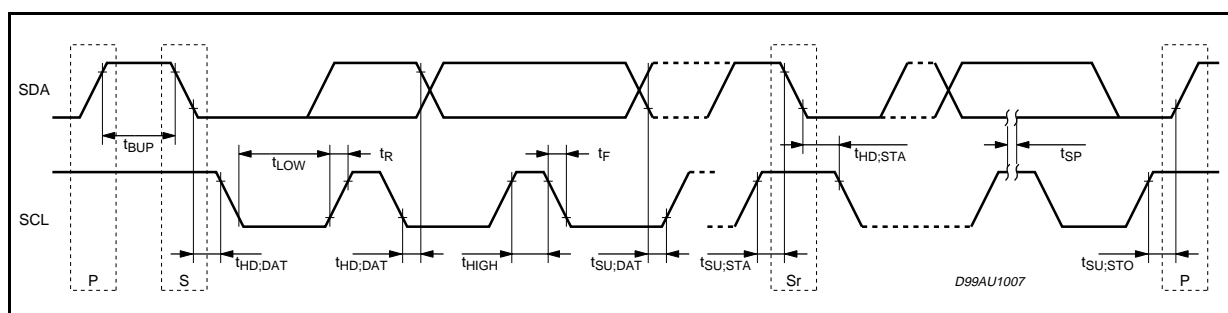 SDA
tBUP
tLOW
tR
tF
tHD;STA
tSP
SCL
tHD;DAT
tHD;DAT
tHIGH
tSU;DAT
tSU;STA
tSU;STO
P
S
Sr
D99AU1007
P